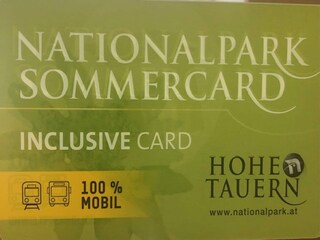 NATIONALPARK
SOMMERCARD
INCLUSIVE CARD
100 %
MOBIL
HOHE
TAUERN
www.nationalpark.at